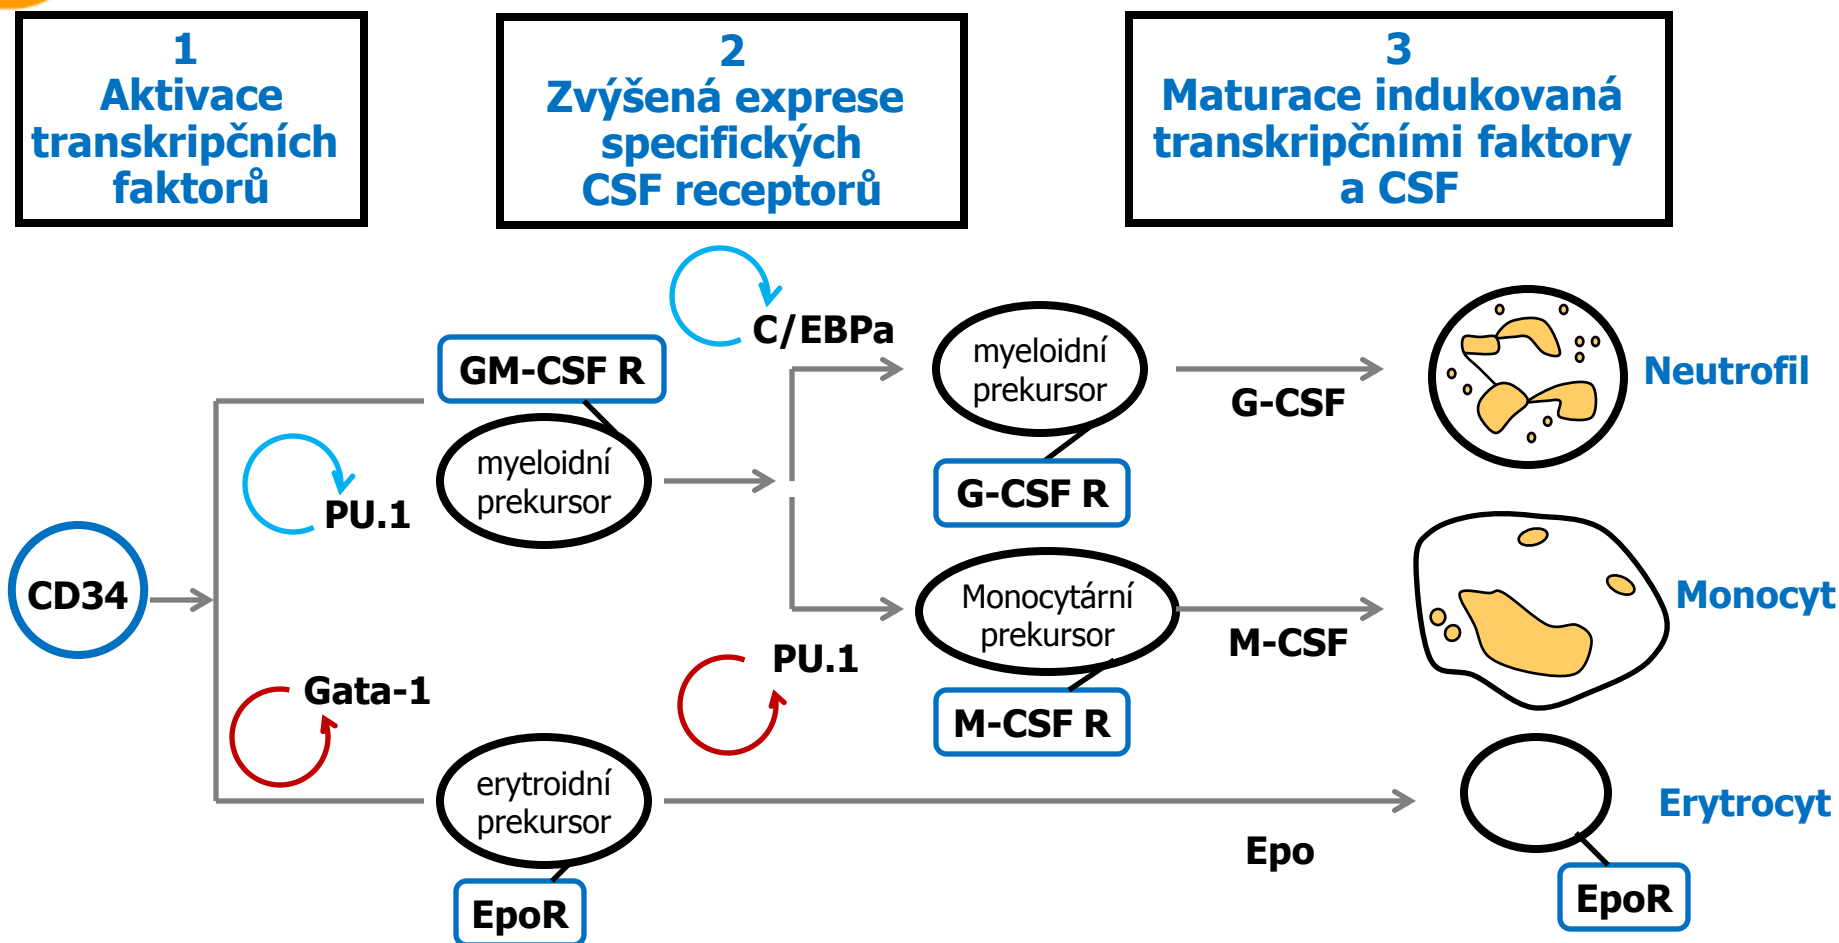 1
Aktivace
transkripčních
faktorů
2
Zvýšená exprese
specifických
CSF receptorů
3
Maturace indukovaná
transkripčními faktory
a CSF
C/EBPa
GM-CSF R
myeloidní
prekursor
PU.1
myeloidní
prekursor
G-CSF R
G-CSF
Neutrofil
CD34
Monocytární
prekursor
M-CSF R
M-CSF
Monocyt
PU.1
Gata-1
erytroidní
prekursor
EpoR
Epo
Erytrocyt
EpoR